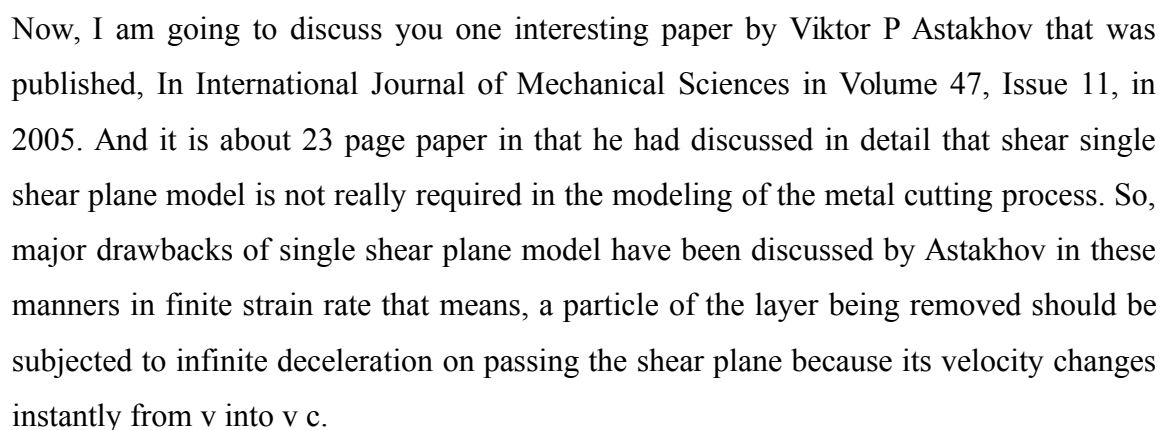 Now, I am going to discuss you one interesting paper by Viktor P Astakhov that was
published, In International Journal of Mechanical Sciences in Volume 47, Issue 11, in
2005. And it is about 23 page paper in that he had discussed in detail that shear single
shear plane model is not really required in the modeling of the metal cutting process. So,
major drawbacks of single shear plane model have been discussed by Astakhov in these
manners in finite strain rate that means, a particle of the layer being removed should be
subjected to infinite deceleration on passing the shear plane because its velocity changes
instantly from v into v c.